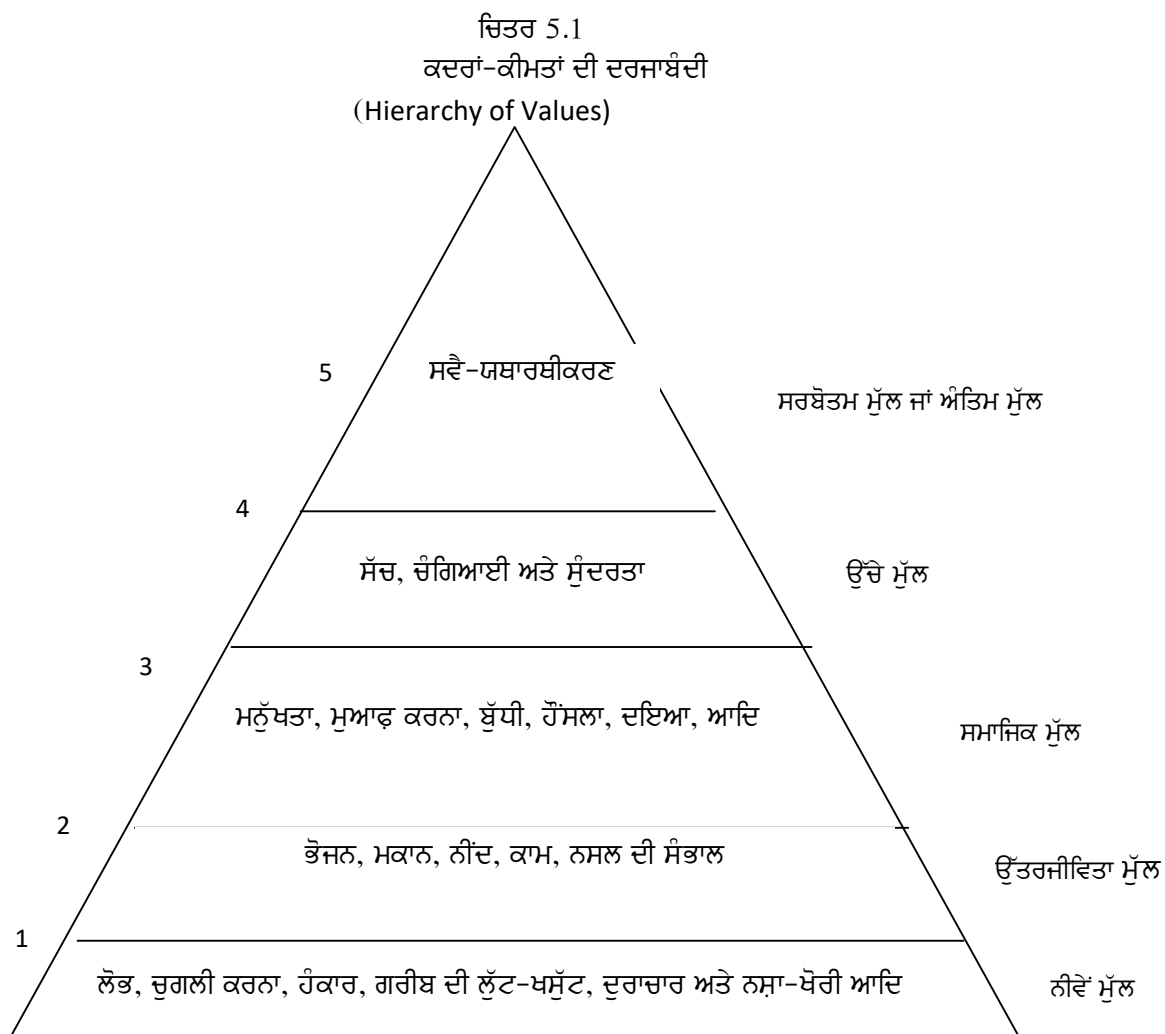 ਚਿਤਰ 5.1
ਕਦਰਾਂ-ਕੀਮਤਾਂ ਦੀ ਦਰਜਾਬੰਦੀ
(Hierarchy of Values)
5
ਸਵੈ-ਯਥਾਰਥੀਕਰਣ
ਸਰਬੋਤਮ ਮੁੱਲ ਜਾਂ ਅੰਤਿਮ ਮੁੱਲ
4
ਸੱਚ, ਚੰਗਿਆਈ ਅਤੇ ਸੁੰਦਰਤਾ
ਉੱਚੇ ਮੁੱਲ
3
ਮਨੁੱਖਤਾ, ਮੁਆਫ਼ ਕਰਨਾ, ਬੁੱਧੀ, ਹੌਂਸਲਾ, ਦਇਆ, ਆਦਿ
ਸਮਾਜਿਕ ਮੁੱਲ
2
ਭੋਜਨ, ਮਕਾਨ, ਨੀਂਦ, ਕਾਮ, ਨਸਲ ਦੀ ਸੰਭਾਲ
ਉੱਤਰਜੀਵਿਤਾ ਮੁੱਲ
1
ਲੋਭ, ਚੁਗਲੀ ਕਰਨਾ, ਹੰਕਾਰ, ਗਰੀਬ ਦੀ ਲੁੱਟ-ਖਸੁੱਟ, ਦੁਰਾਚਾਰ ਅਤੇ ਨਸ਼ਾ-ਖੋਰੀ ਆਦਿ
ਨੀਵੇਂ ਮੁੱਲ